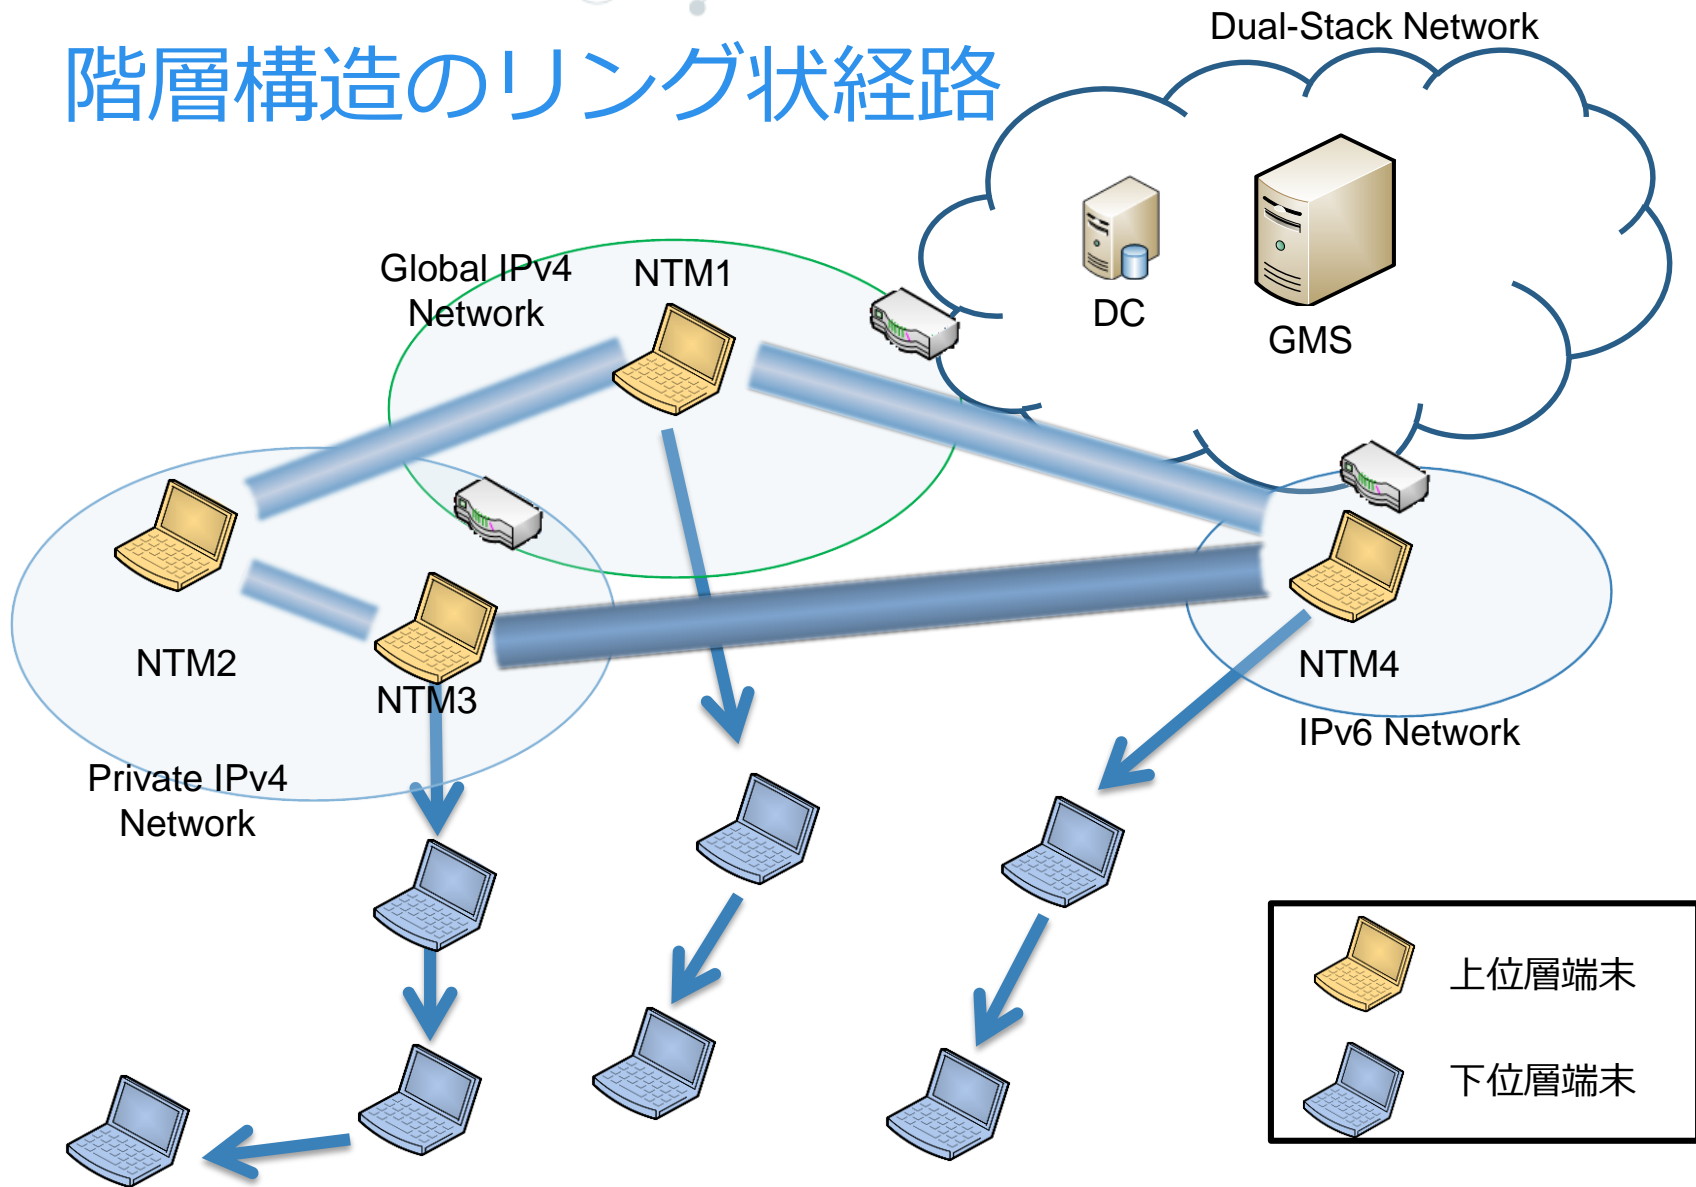 Dual-Stack Network
階層構造のリング状経路
Global IPv4
Network
NTM1
DC
GMS
NTM2
NTM3
NTM4
IPv6 Network
Private IPv4
Network
上位層端末
下位層端末